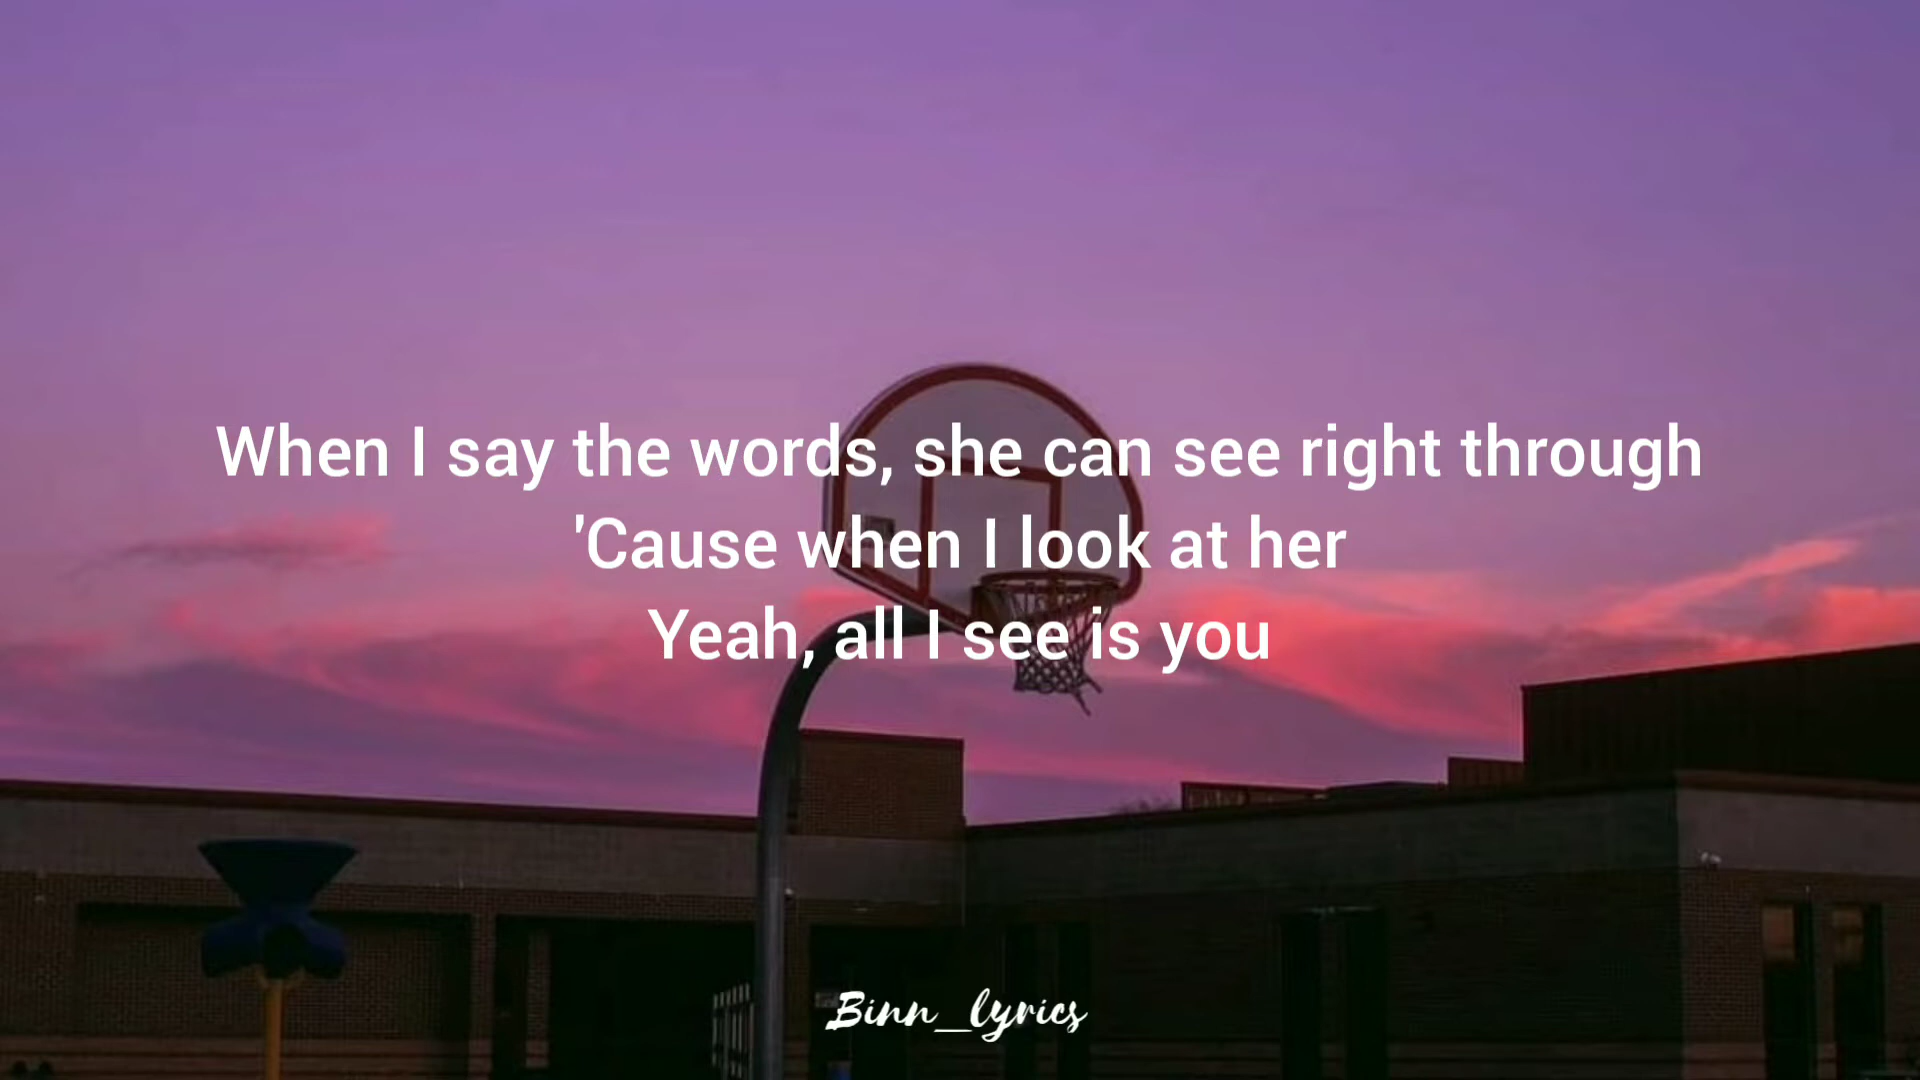 When I say the words, she can see right through
'Cause when I look at her
Yeah, all I see is you
Binn_lyrics